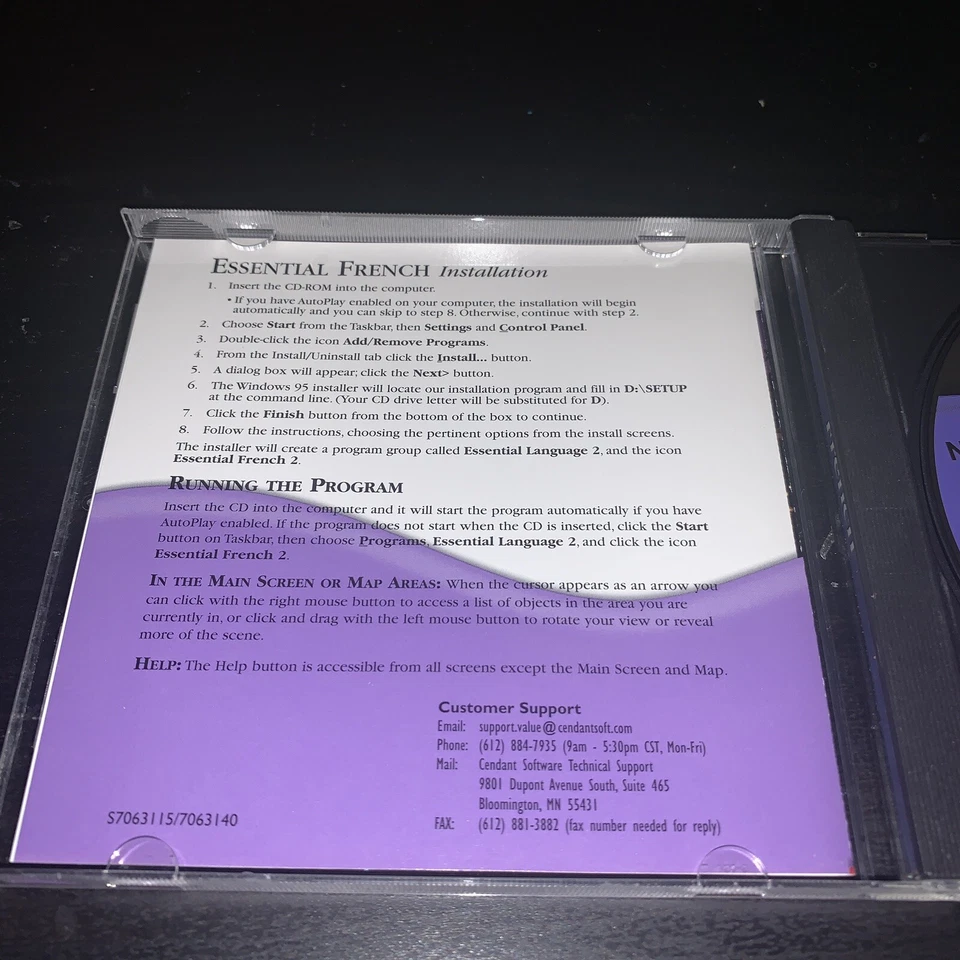 ESSENTIAL FRENCH Installation
1. Insert the CD-ROM into the computer.
• If you have AutoPlay enabled on your computer, the installation will begin
automatically and you can skip to step 8. Otherwise, continue with step 2.
2. Choose Start from the Taskbar, then Settings and Control Panel.
3. Double-click the icon Add/Remove Programs.
4. From the Install/Uninstall tab click the Install... button.
5. A dialog box will appear; click the Next> button.
6. The Windows 95 installer will locate our installation program and fill in D:\SETUP
at the command line. (Your CD drive letter will be substituted for D).
7. Click the Finish button from the bottom of the box to continue.
8. Follow the instructions, choosing the pertinent options from the install screens.
The installer will create a program group called Essential Language 2, and the icon
Essential French 2.
RUNNING THE PROGRAM
Insert the CD into the computer and it will start the program automatically if you have
AutoPlay enabled. If the program does not start when the CD is inserted, click the Start
button on Taskbar, then choose Programs, Essential Language 2, and click the icon
Essential French 2.
IN THE MAIN SCREEN OR MAP AREAS: When the cursor appears as an arrow you
can click with the right mouse button to access a list of objects in the area you are
currently in, or click and drag with the left mouse button to rotate your view or reveal
more of the scene.
HELP: The Help button is accessible from all screens except the Main Screen and Map.
Customer Support
Email: support.value@cendantsoft.com
Phone: (612) 884-7935 (9am - 5:30pm CST, Mon-Fri)
Mail: Cendant Software Technical Support
9801 Dupont Avenue South, Suite 465
Bloomington, MN 55431
FAX: (612) 881-3882 (fax number needed for reply)
S7063115/7063140
N